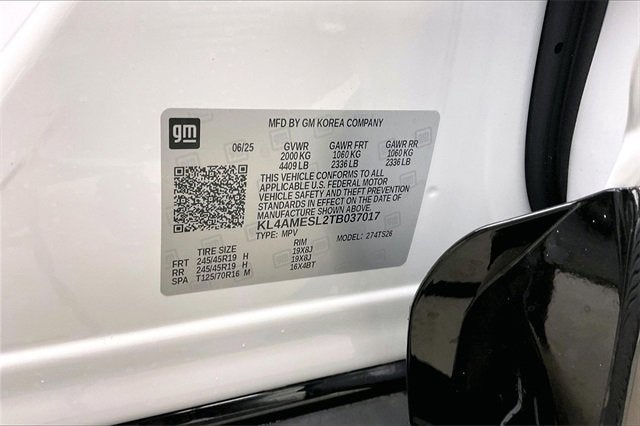 MFD BY GM KOREA COMPANY
gm
06/25 GVWR GAWR FRT GAWR RR
2000 KG 1060 KG 1060 KG
4409 LB 2336 LB 2336 LB
THIS VEHICLE CONFORMS TO ALL
APPLICABLE U.S. FEDERAL MOTOR
VEHICLE SAFETY AND THEFT PREVENTION
STANDARDS IN EFFECT ON THE DATE OF
MANUFACTURE SHOWN ABOVE.
KL4AMESL2TB037017
TYPE: MPV MODEL: 274TS26
TIRE SIZE RIM
FRT 245/45R19 H 19X8J
RR 245/45R19 H 19X8J
SPA T125/70R16 M 16X4BT